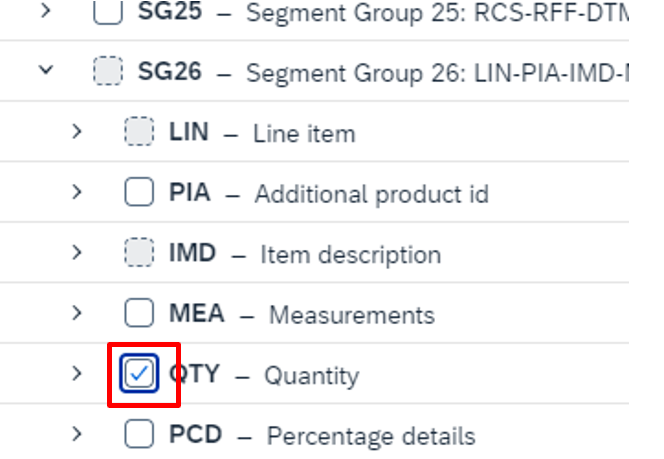 SG25 – Segment Group 25: RCS-RFF-DTM
SG26 – Segment Group 26: LIN-PIA-IMD-
LIN – Line item
PIA – Additional product id
IMD – Item description
MEA – Measurements
QTY – Quantity
PCD – Percentage details